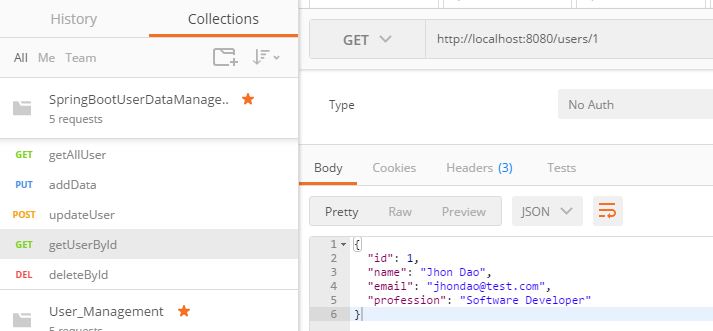 History
Collections
All Me Team
SpringBootUserDataManage..
5 requests
GET getAllUser
PUT addData
POST updateUser
GET getUserById
DEL deleteById
User_Management
5 requests
GET http://localhost:8080/users/1
Type No Auth
Body Cookies Headers (3) Tests
Pretty Raw Preview JSON
1 {
2 "id": 1,
3 "name": "Jhon Dao",
4 "email": "jhondao@test.com",
5 "profession": "Software Developer"
6 }